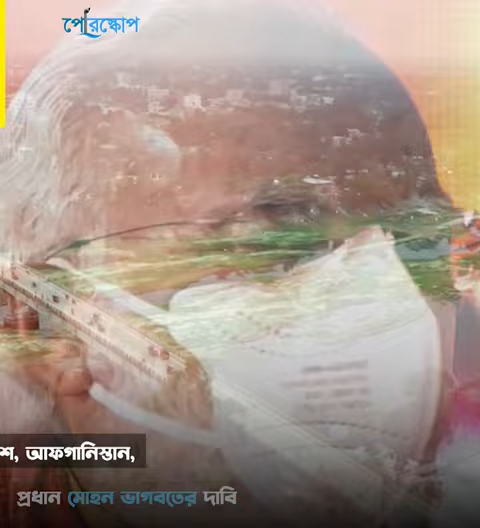 পেরিস্কোপ
শ, আফগানিস্তান,
প্রধান মোহন ভাগবতের দাবি